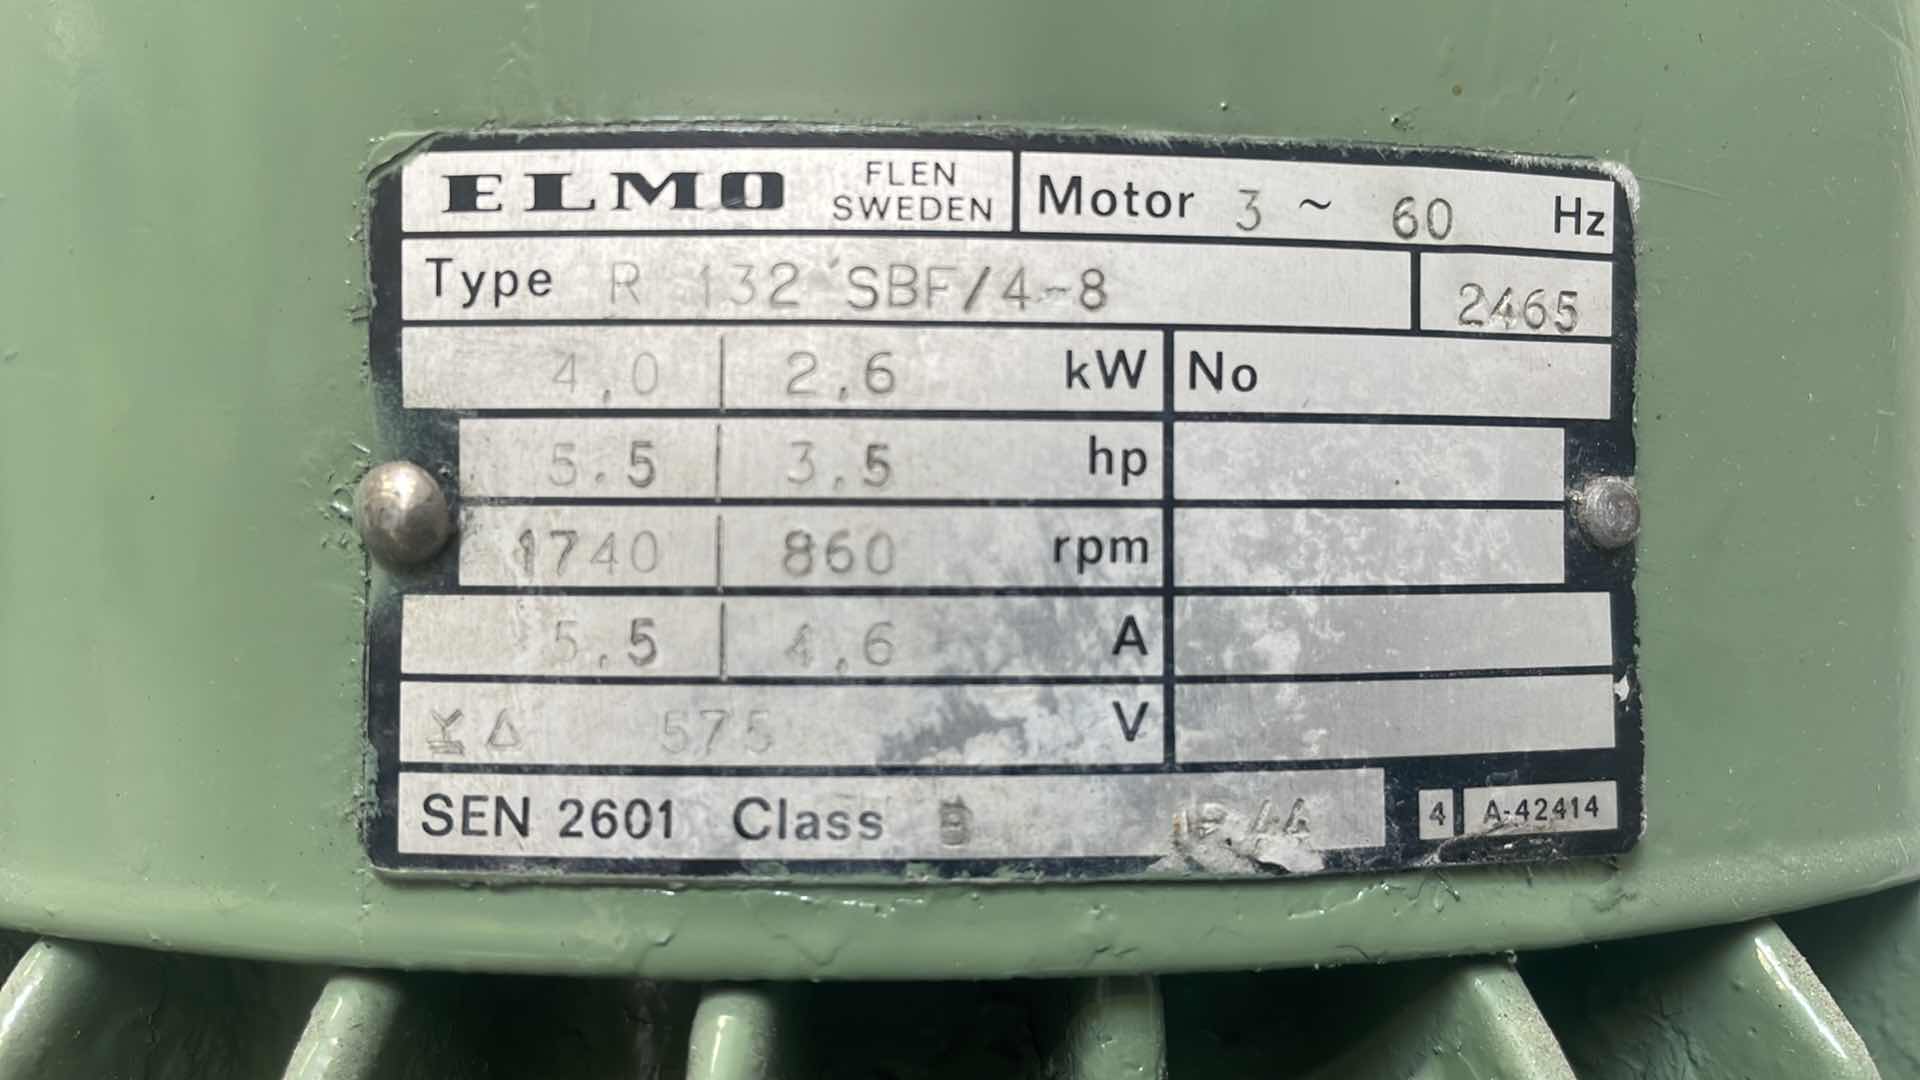 ELMO FLEN SWEDEN Motor 3 ~ 60 Hz
Type R 132 SBF/4-8 2465
4,0 | 2,6 kW No
5.5 | 3,5 hp
1740 | 860 rpm
5,5 | 4,6 A
Δ 575 V
SEN 2601 Class B 4 A-42414